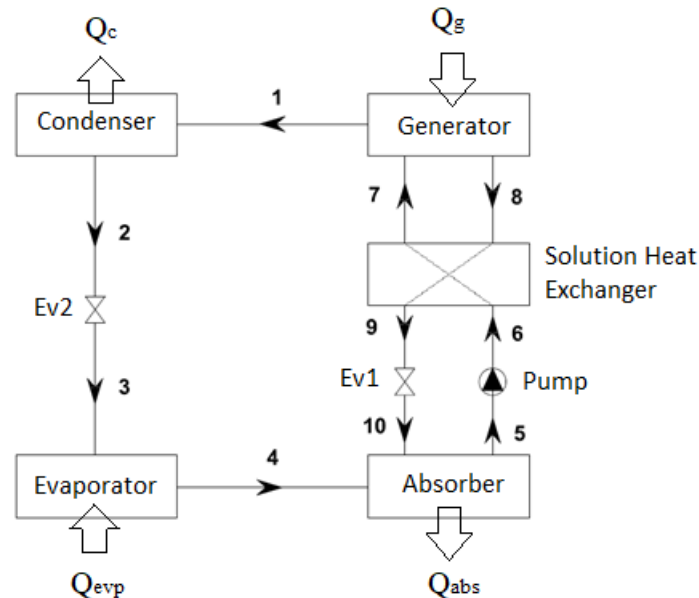 Qc
Qg
1
Condenser
Generator
7
8
2
Solution Heat
Exchanger
Ev2
9
6
3
Ev1
Pump
10
5
4
Evaporator
Absorber
Qevp
Qabs